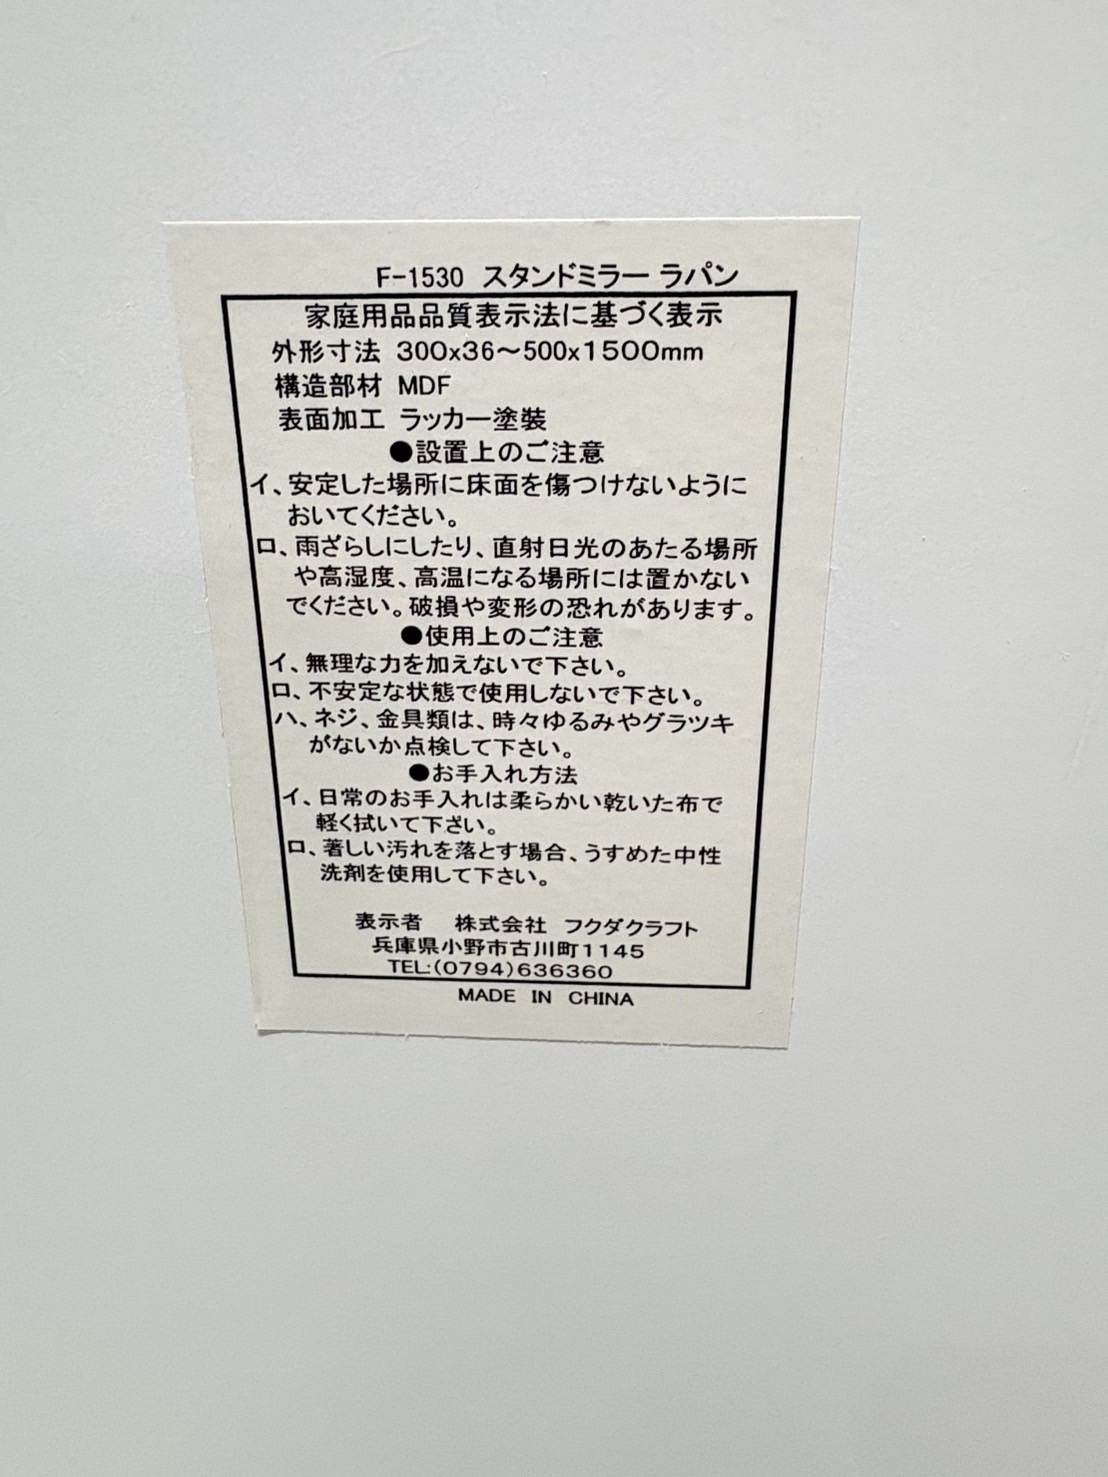 F-1530 スタンドミラー ラパン
家庭用品品質表示法に基づく表示
外形寸法 300x36～500x1500mm
構造部材 MDF
表面加工 ラッカー塗装
●設置上のご注意
イ、安定した場所に床面を傷つけないように
おいてください。
ロ、雨ざらしにしたり、直射日光のあたる場所
や高湿度、高温になる場所には置かない
でください。破損や変形の恐れがあります。
●使用上のご注意
イ、無理な力を加えないで下さい。
ロ、不安定な状態で使用しないで下さい。
ハ、ネジ、金具類は、時々ゆるみやグラツキ
がないか点検して下さい。
●お手入れ方法
イ、日常のお手入れは柔らかい乾いた布で
軽く拭いて下さい。
ロ、著しい汚れを落とす場合、うすめた中性
洗剤を使用して下さい。
表示者 株式会社 フクダクラフト
兵庫県小野市古川町1145
TEL:(0794)636360
MADE IN CHINA